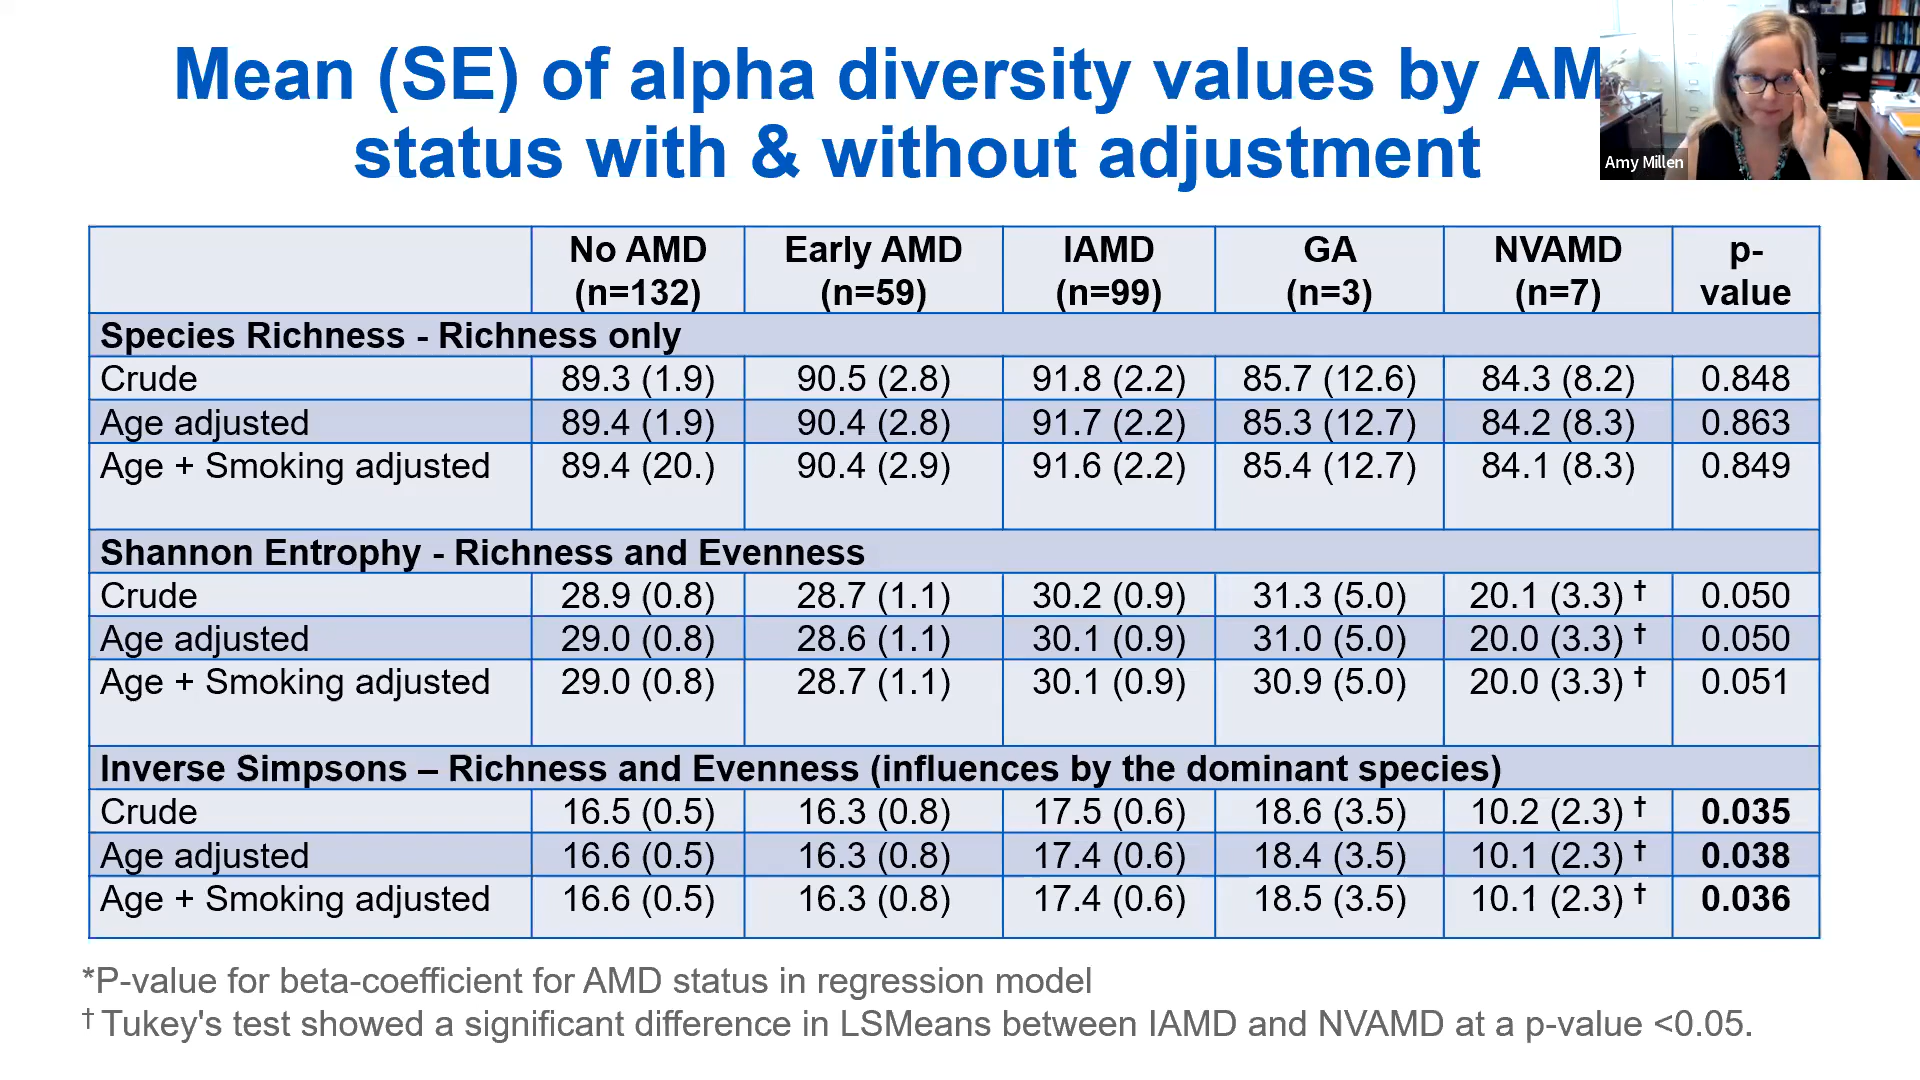 Mean (SE) of alpha diversity values by AM
status with & without adjustment
Amy Millen
No AMD (n=132) Early AMD (n=59) IAMD (n=99) GA (n=3) NVAMD (n=7) p-value
Species Richness - Richness only
Crude 89.3 (1.9) 90.5 (2.8) 91.8 (2.2) 85.7 (12.6) 84.3 (8.2) 0.848
Age adjusted 89.4 (1.9) 90.4 (2.8) 91.7 (2.2) 85.3 (12.7) 84.2 (8.3) 0.863
Age + Smoking adjusted 89.4 (20.) 90.4 (2.9) 91.6 (2.2) 85.4 (12.7) 84.1 (8.3) 0.849
Shannon Entrophy - Richness and Evenness
Crude 28.9 (0.8) 28.7 (1.1) 30.2 (0.9) 31.3 (5.0) 20.1 (3.3) † 0.050
Age adjusted 29.0 (0.8) 28.6 (1.1) 30.1 (0.9) 31.0 (5.0) 20.0 (3.3) † 0.050
Age + Smoking adjusted 29.0 (0.8) 28.7 (1.1) 30.1 (0.9) 30.9 (5.0) 20.0 (3.3) † 0.051
Inverse Simpsons – Richness and Evenness (influences by the dominant species)
Crude 16.5 (0.5) 16.3 (0.8) 17.5 (0.6) 18.6 (3.5) 10.2 (2.3) † 0.035
Age adjusted 16.6 (0.5) 16.3 (0.8) 17.4 (0.6) 18.4 (3.5) 10.1 (2.3) † 0.038
Age + Smoking adjusted 16.6 (0.5) 16.3 (0.8) 17.4 (0.6) 18.5 (3.5) 10.1 (2.3) † 0.036
*P-value for beta-coefficient for AMD status in regression model
† Tukey's test showed a significant difference in LSMeans between IAMD and NVAMD at a p-value <0.05.